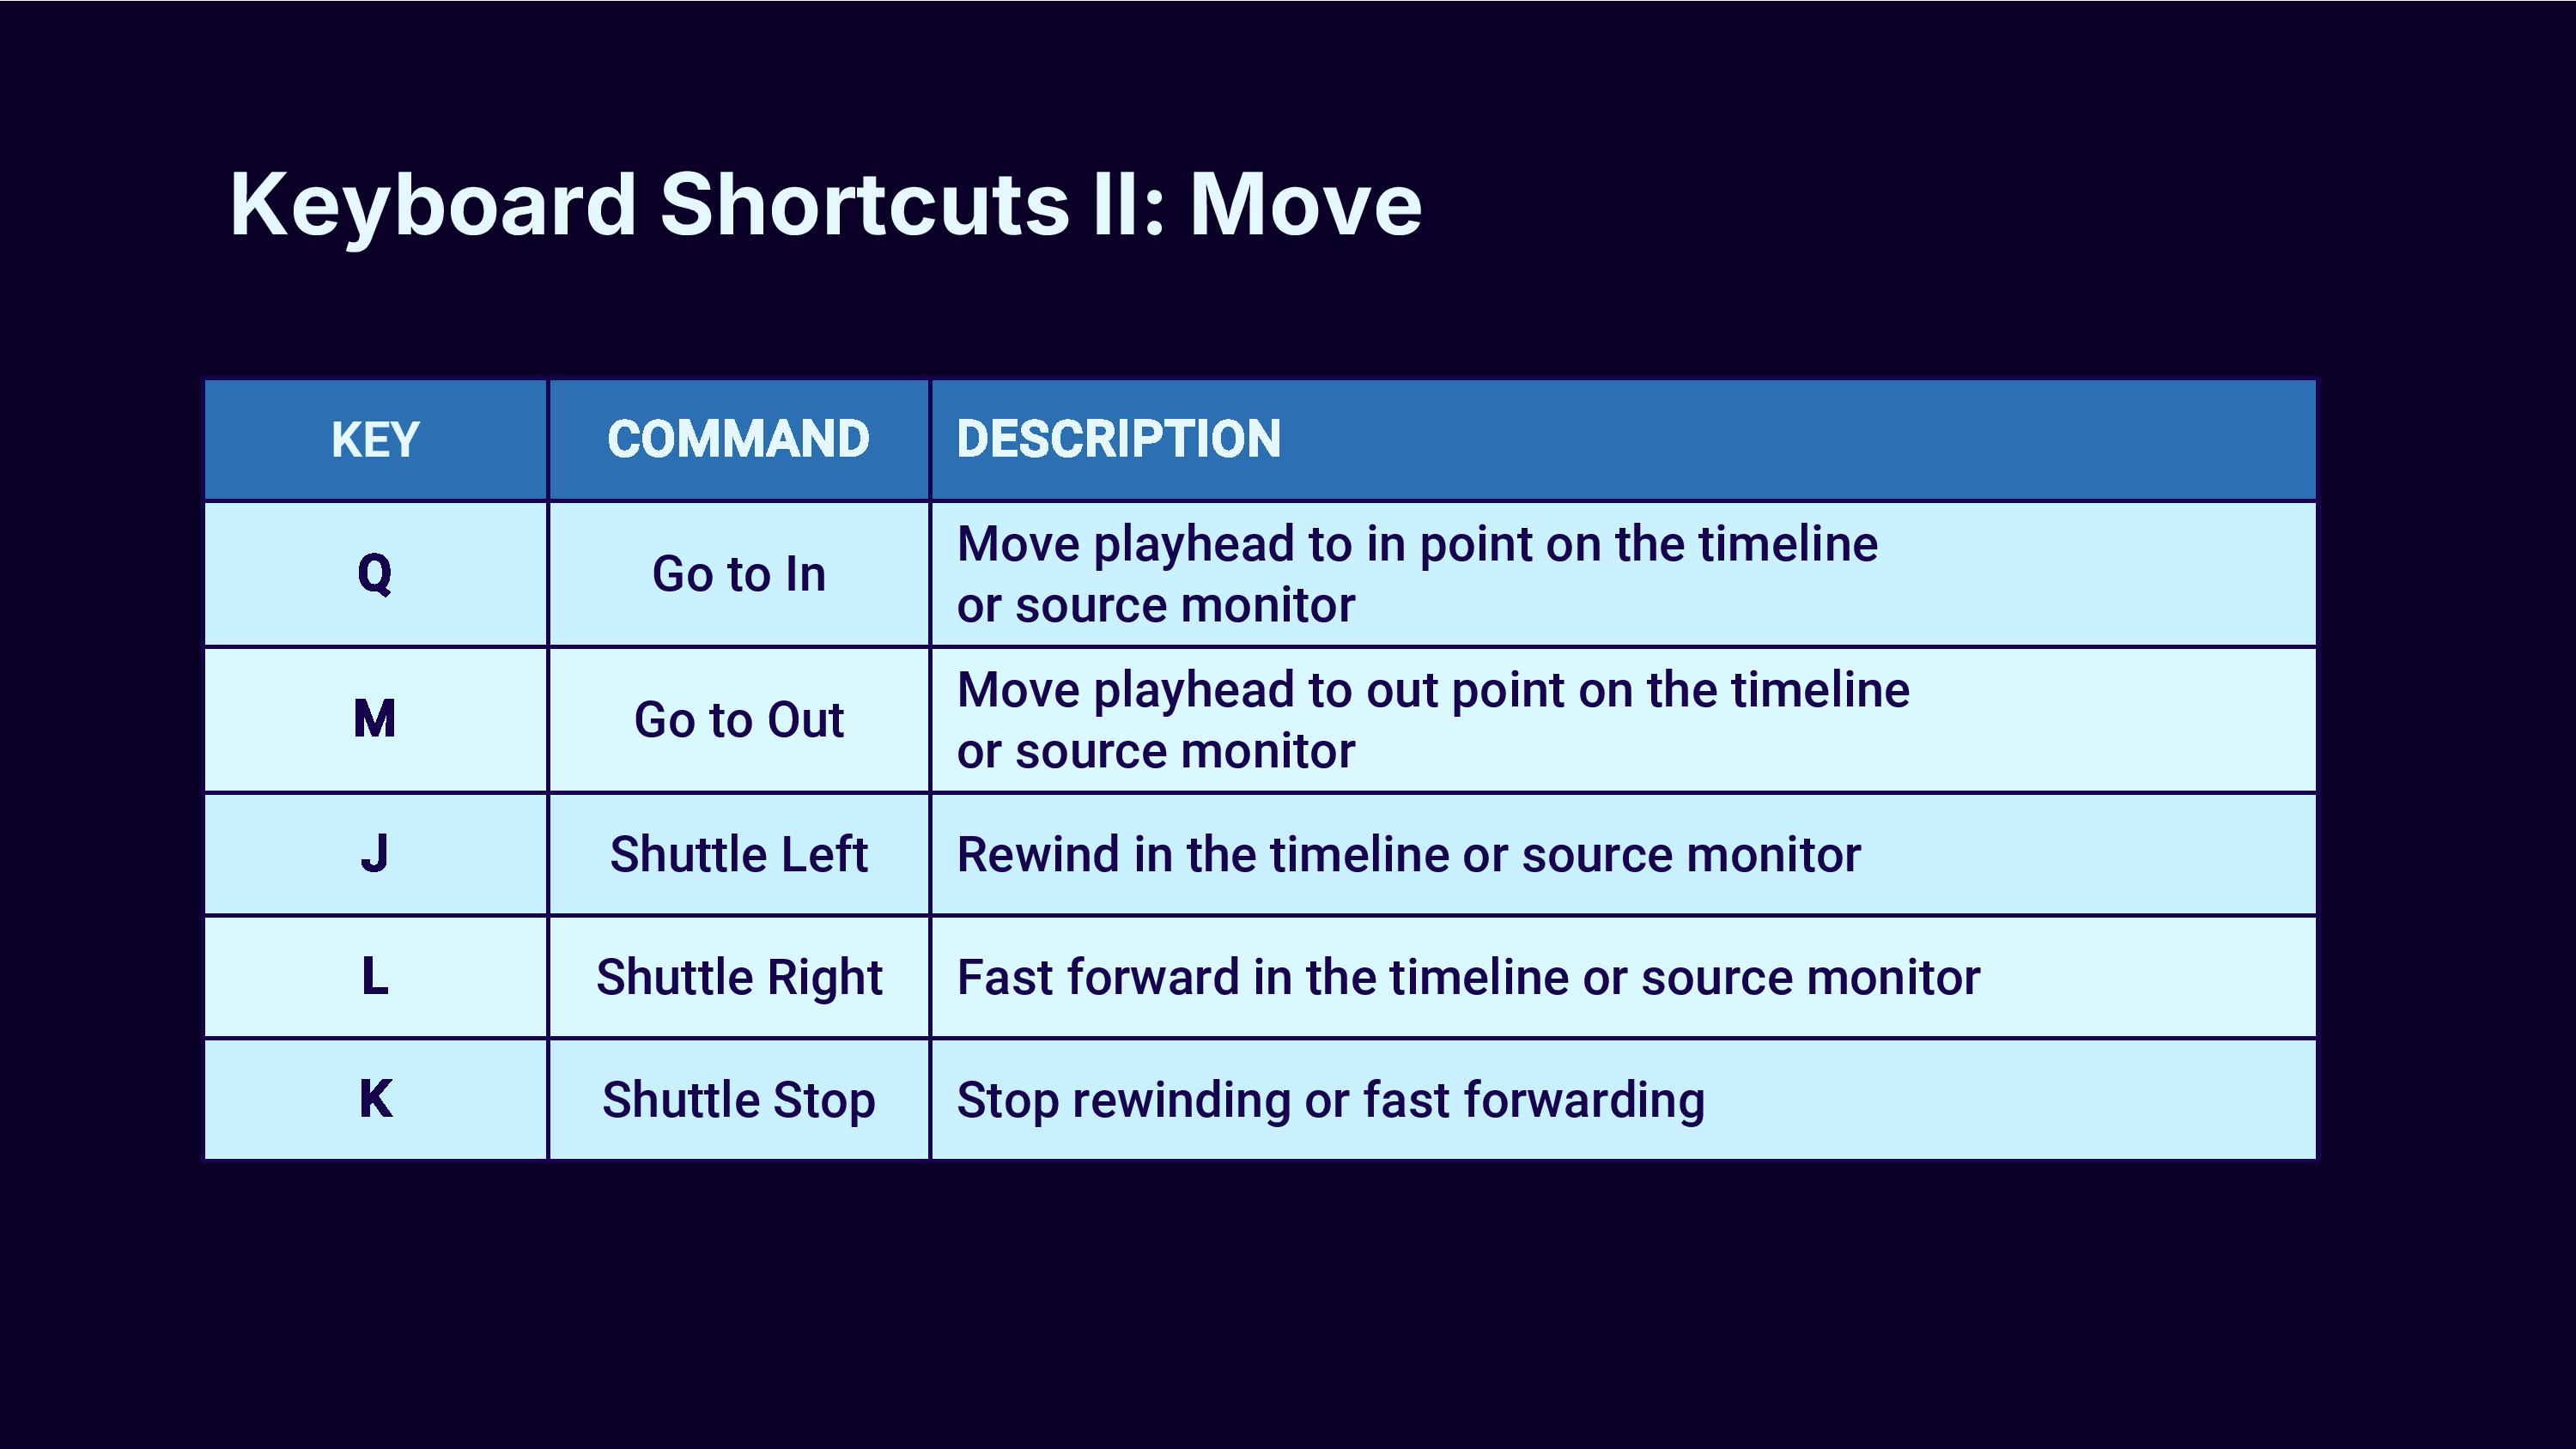 Keyboard Shortcuts II: Move
KEY COMMAND DESCRIPTION
Q Go to In Move playhead to in point on the timeline
or source monitor
M Go to Out Move playhead to out point on the timeline
or source monitor
J Shuttle Left Rewind in the timeline or source monitor
L Shuttle Right Fast forward in the timeline or source monitor
K Shuttle Stop Stop rewinding or fast forwarding